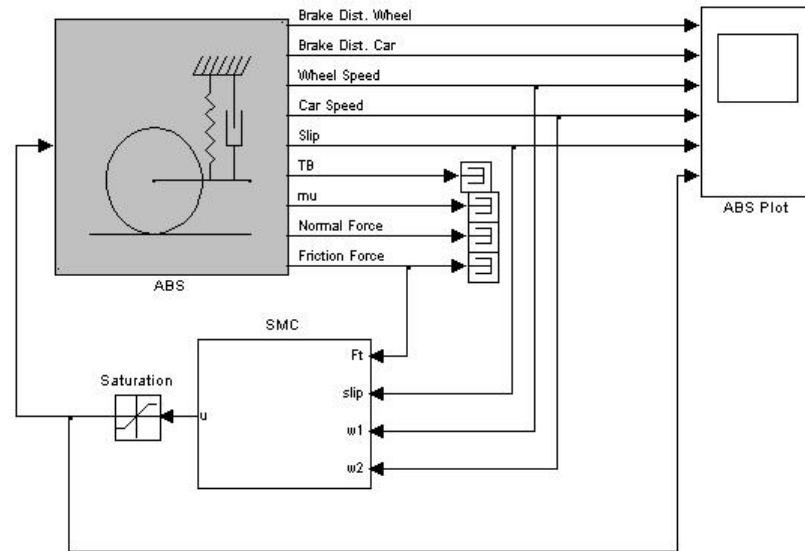 Brake Dist. Wheel
Brake Dist. Car
Wheel Speed
Car Speed
Slip
TB
mu
Normal Force
Friction Force
ABS
ABS Plot
SMC
Ft
slip
w1
w2
u
Saturation